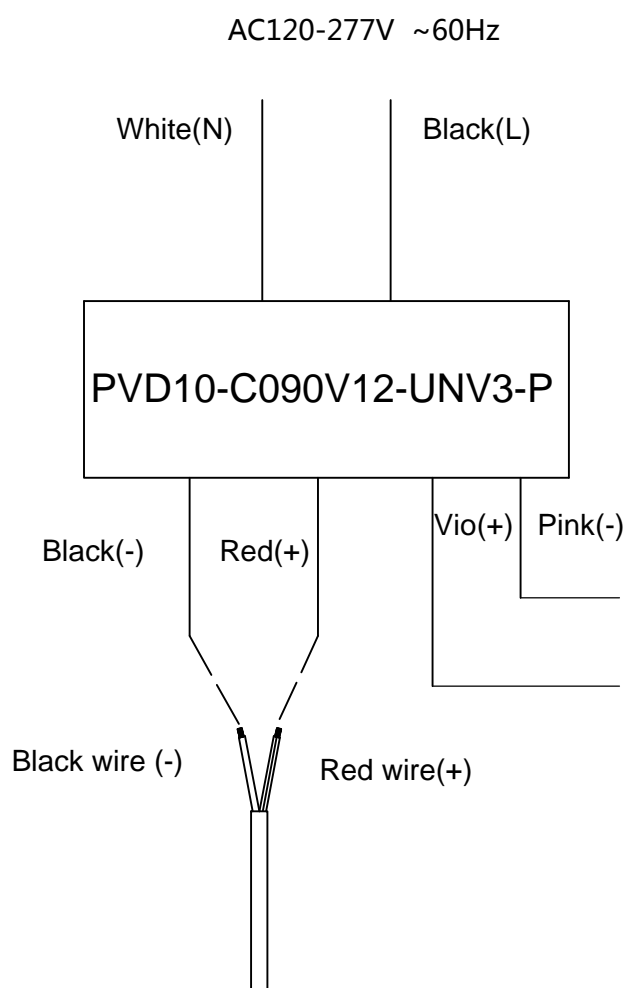 AC120-277V ~60Hz
White(N)
Black(L)
PVD10-C090V12-UNV3-P
Black(-)
Red(+)
Vio(+)
Pink(-)
Black wire (-)
Red wire(+)